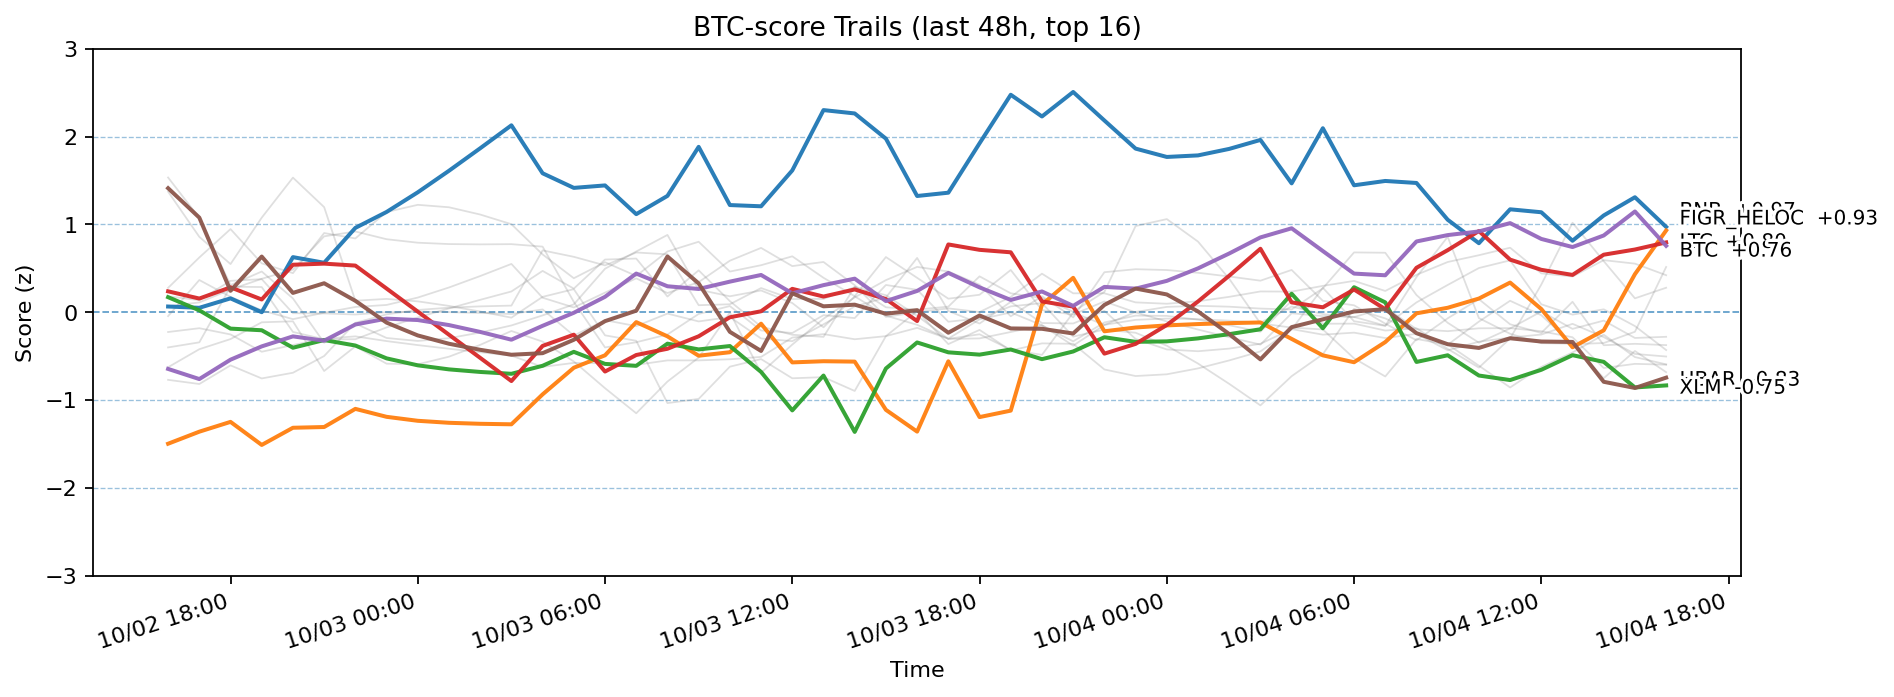 BTC-score Trails (last 48h, top 16)
Score (z)
3
2
1
0
−1
−2
−3
FIGR_HELOC +0.93
BTC +0.76
XLM -0.75
10/02 18:00
10/03 00:00
10/03 06:00
10/03 12:00
10/03 18:00
10/04 00:00
10/04 06:00
10/04 12:00
10/04 18:00
Time